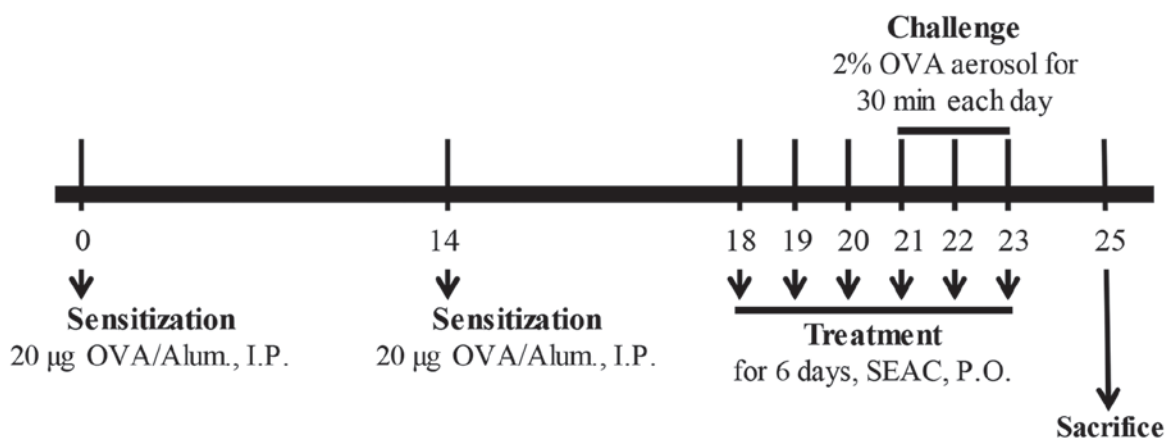 Challenge
2% OVA aerosol for
30 min each day
0 14 18 19 20 21 22 23 25
Sensitization
20 μg OVA/Alum., I.P.
Sensitization
20 μg OVA/Alum., I.P.
Treatment
for 6 days, SEAC, P.O.
Sacrifice